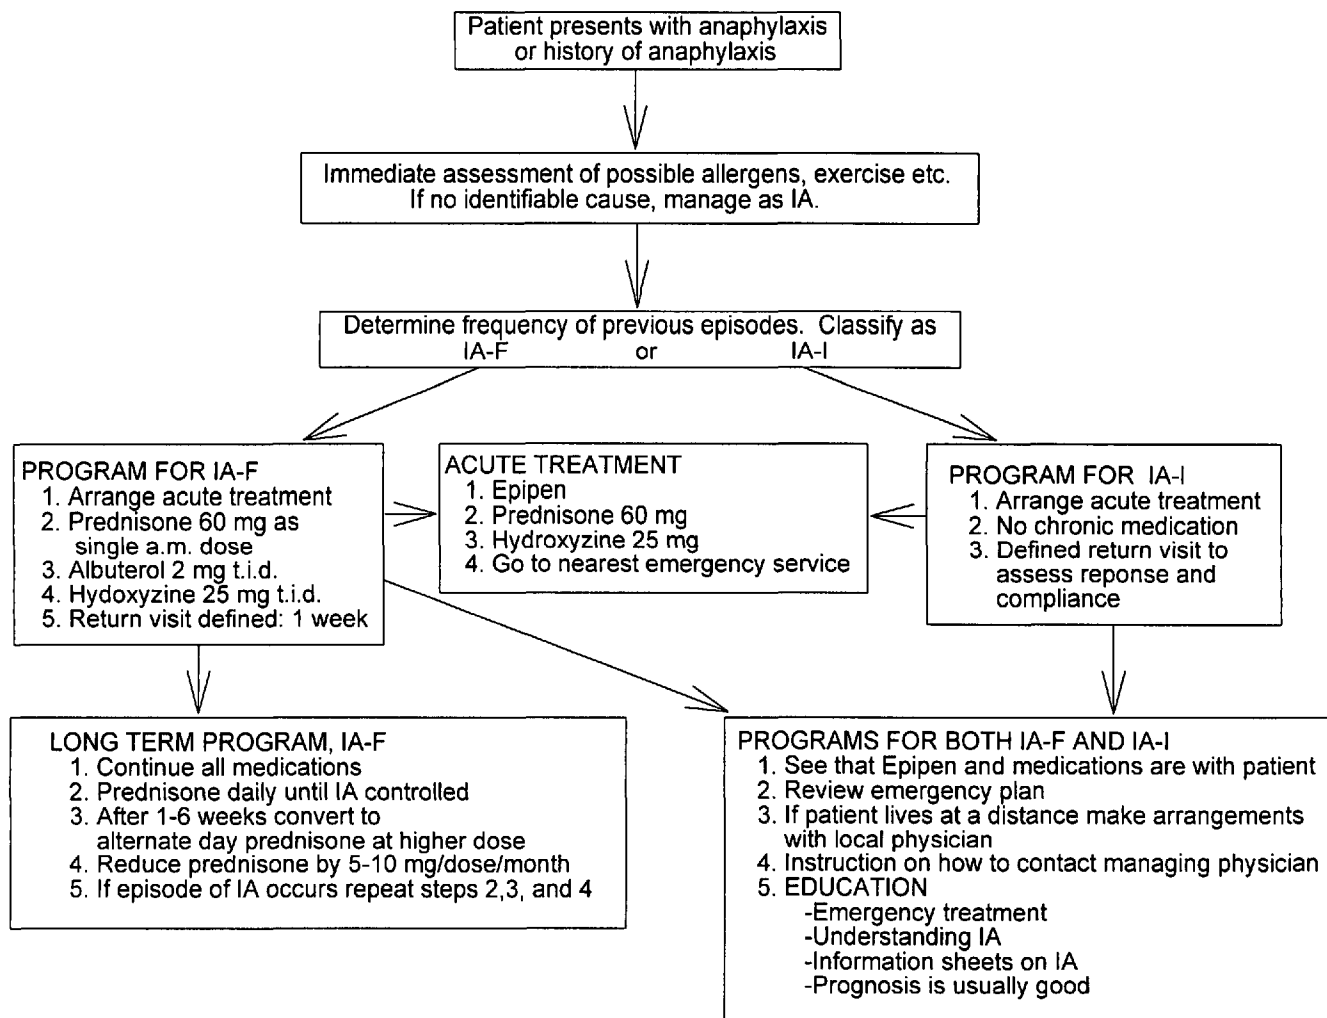 Patient presents with anaphylaxis
or history of anaphylaxis
Immediate assessment of possible allergens, exercise etc.
If no identifiable cause, manage as IA.
Determine frequency of previous episodes. Classify as
IA-F or IA-I
PROGRAM FOR IA-F
1. Arrange acute treatment
2. Prednisone 60 mg as
single a.m. dose
3. Albuterol 2 mg t.i.d.
4. Hydoxyzine 25 mg t.i.d.
5. Return visit defined: 1 week
ACUTE TREATMENT
1. Epipen
2. Prednisone 60 mg
3. Hydroxyzine 25 mg
4. Go to nearest emergency service
PROGRAM FOR IA-I
1. Arrange acute treatment
2. No chronic medication
3. Defined return visit to
assess reponse and
compliance
LONG TERM PROGRAM, IA-F
1. Continue all medications
2. Prednisone daily until IA controlled
3. After 1-6 weeks convert to
alternate day prednisone at higher dose
4. Reduce prednisone by 5-10 mg/dose/month
5. If episode of IA occurs repeat steps 2,3, and 4
PROGRAMS FOR BOTH IA-F AND IA-I
1. See that Epipen and medications are with patient
2. Review emergency plan
3. If patient lives at a distance make arrangements
with local physician
4. Instruction on how to contact managing physician
5. EDUCATION
-Emergency treatment
-Understanding IA
-Information sheets on IA
-Prognosis is usually good